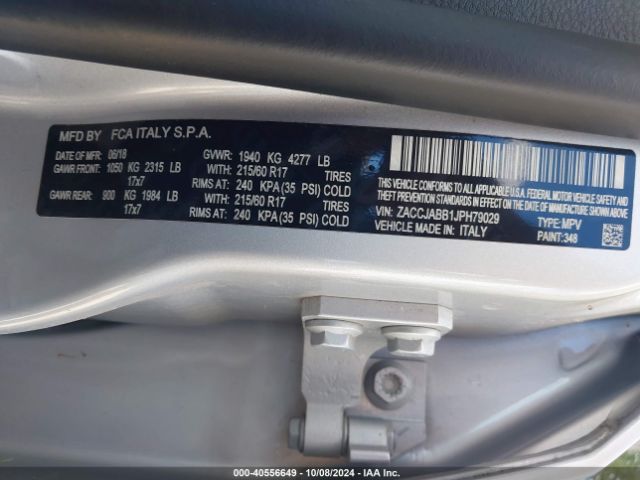 MFD BY FCA ITALY S.P.A.
DATE OF MFR: 06/18 GVWR: 1940 KG 4277 LB
GAWR FRONT: 1050 KG 2315 LB WITH: 215/60 R17 TIRES
17x7 RIMS AT: 240 KPA(35 PSI) COLD
GAWR REAR: 900 KG 1984 LB WITH: 215/60 R17 TIRES
17x7 RIMS AT: 240 KPA(35 PSI) COLD
THIS VEHICLE CONFORMS TO ALL APPLICABLE U.S.A.
FEDERAL MOTOR VEHICLE SAFETY, BUMPER AND
THEFT PREVENTION STANDARDS IN EFFECT ON THE
DATE OF MANUFACTURE SHOWN ABOVE.
VIN: ZACCJABB1JPH79029 TYPE: MPV
VEHICLE MADE IN: ITALY PAINT: 348
000-40556649 - 10/08/2024 - IAA Inc.